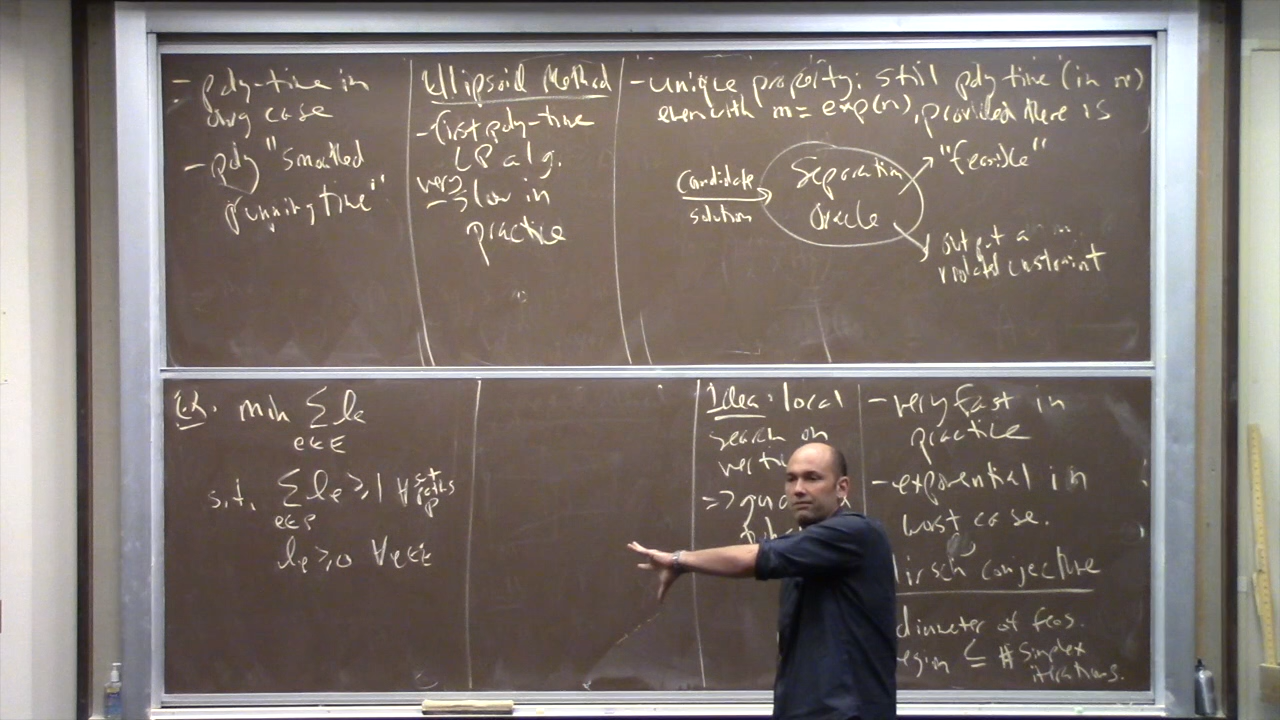 - poly-time in
avg case
- poly "smoothed
running time"
Ellipsoid Method
- first poly-time
LP alg.
very
- slow in
practice
- unique property: still poly time (in n)
even with m = exp(n), provided there is
candidate
solution
Separation
Oracle
"feasible"
output a
violated constraint
Ex. min ∑ le
e∈E
s.t. ∑ le ≥ 1 ∀ s-t paths P
e∈P
le ≥ 0 ∀e∈E
Idea: local
search on
=>
- very fast in
practice
- exponential in
worst case.
irsch conjecture
diameter of feas.
egion ≤ # simplex
iterations.